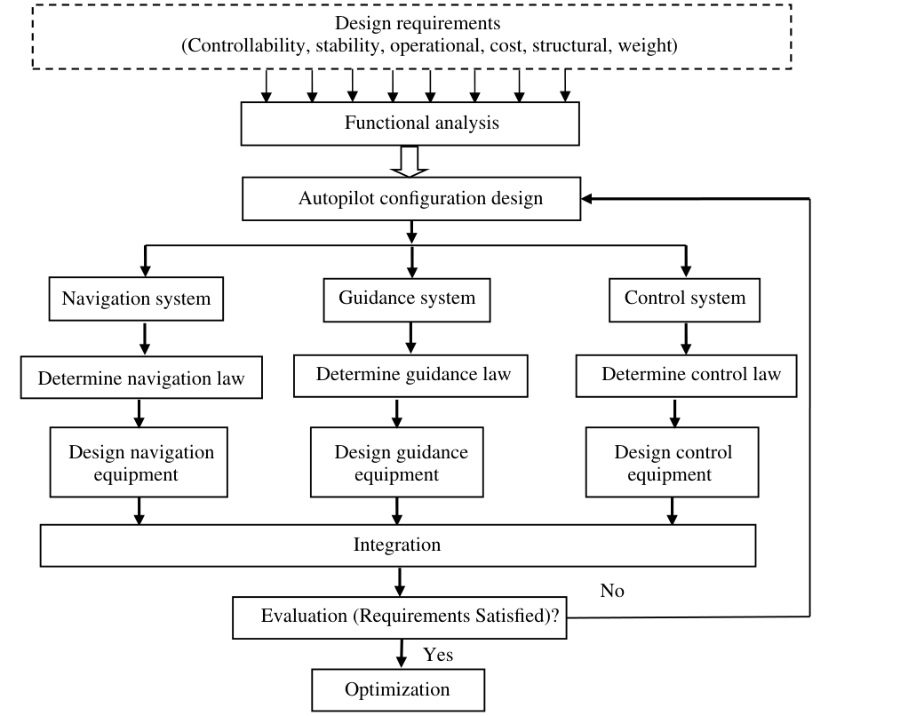 Design requirements
(Controllability, stability, operational, cost, structural, weight)
Functional analysis
Autopilot configuration design
Navigation system
Guidance system
Control system
Determine navigation law
Determine guidance law
Determine control law
Design navigation
equipment
Design guidance
equipment
Design control
equipment
Integration
No
Evaluation (Requirements Satisfied)?
Yes
Optimization